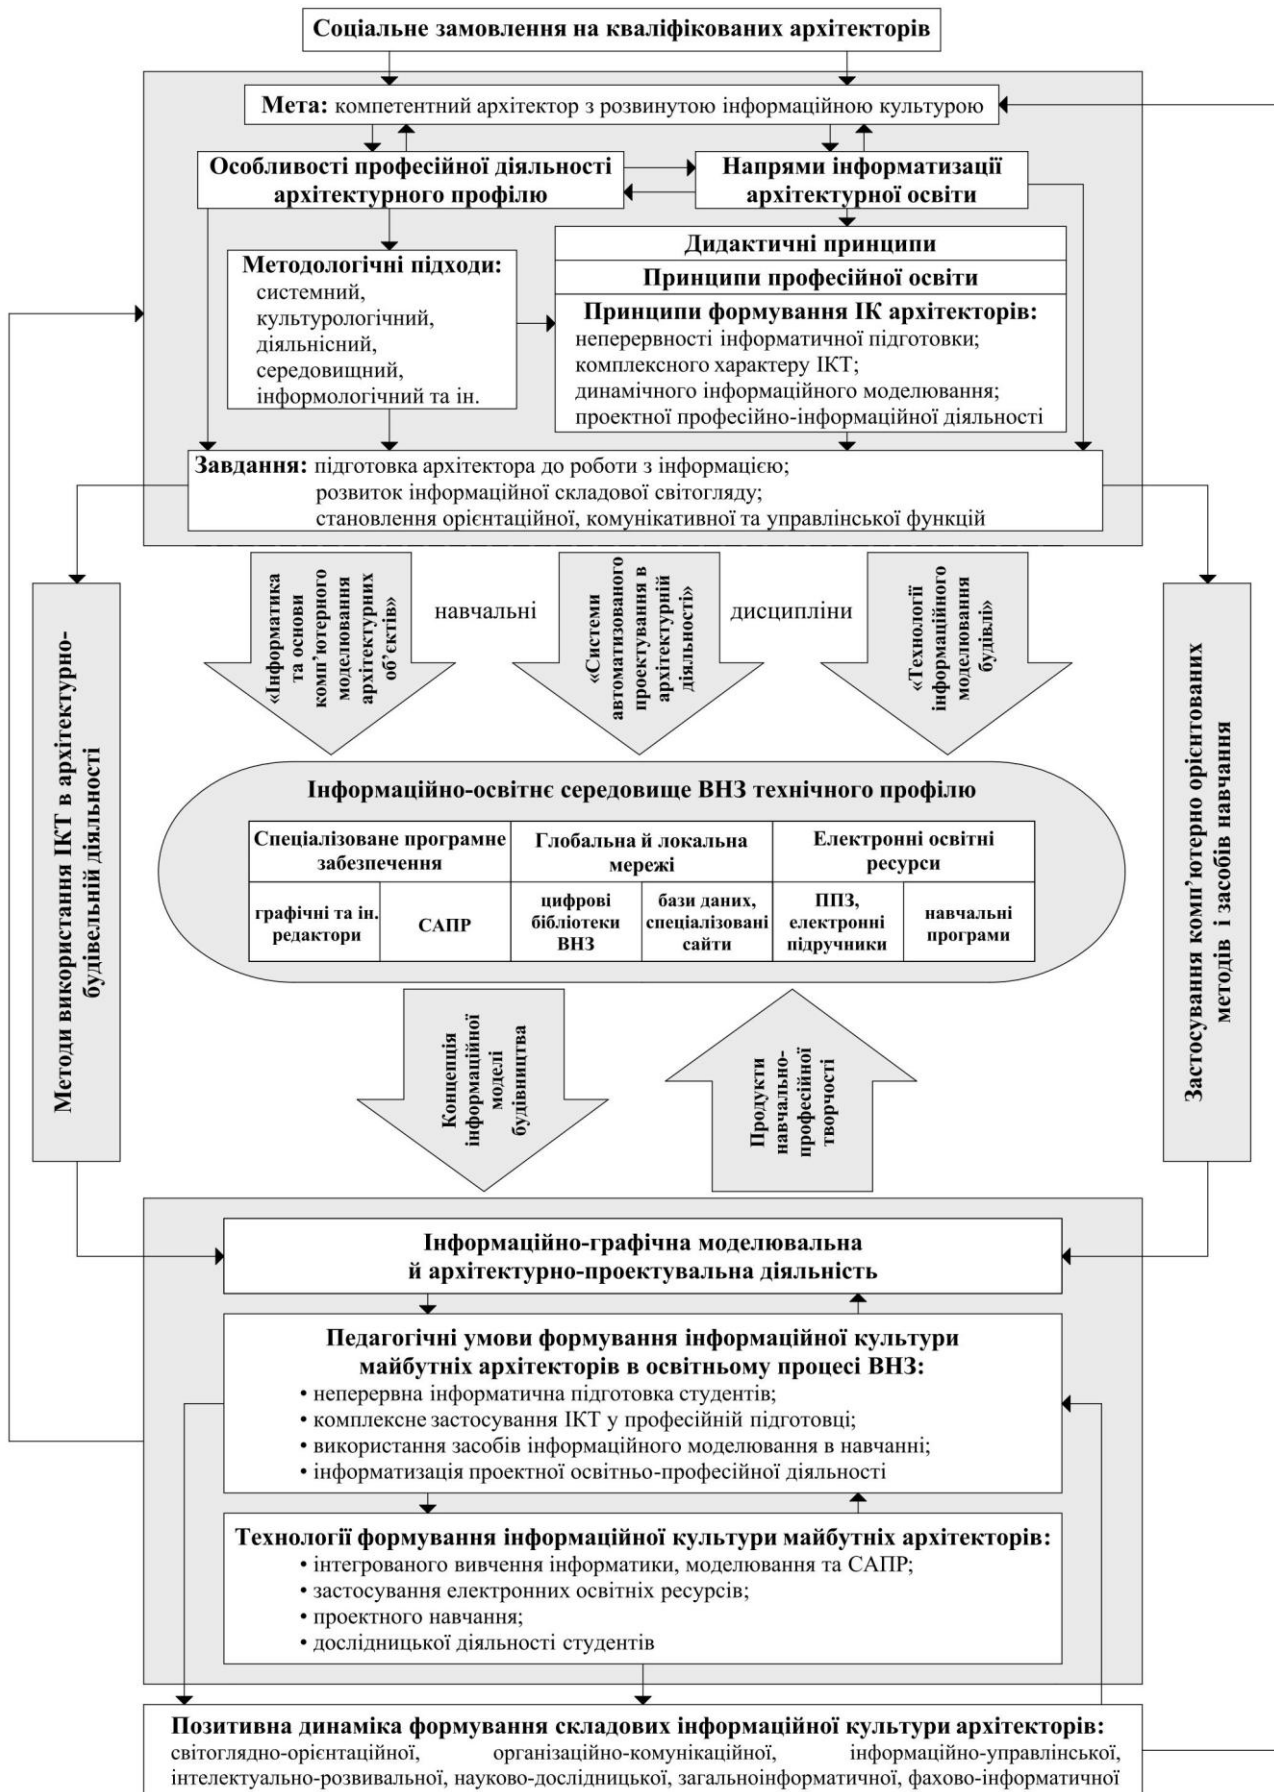 Соціальне замовлення на кваліфікованих архітекторів
Мета: компетентний архітектор з розвинутою інформаційною культурою
Особливості професійної діяльності
архітектурного профілю
Напрями інформатизації
архітектурної освіти
Методологічні підходи:
системний,
культурологічний,
діяльнісний,
середовищний,
інформологічний та ін.
Дидактичні принципи
Принципи професійної освіти
Принципи формування ІК архітекторів:
неперервності інформатичної підготовки;
комплексного характеру ІКТ;
динамічного інформаційного моделювання;
проектної професійно-інформаційної діяльності
Завдання: підготовка архітектора до роботи з інформацією;
розвиток інформаційної складової світогляду;
становлення орієнтаційної, комунікативної та управлінської функцій
Методи використання ІКТ в архітектурно-
будівельній діяльності
«Інформатика
та основи
комп’ютерного
моделювання
архітектурних
об’єктів»
навчальні
«Системи
автоматизованого
проектування в
архітектурній
діяльності»
дисципліни
«Технології
інформаційного
моделювання
будівлі»
Застосування комп’ютерно орієнтованих
методів і засобів навчання
Інформаційно-освітнє середовище ВНЗ технічного профілю
Спеціалізоване програмне
забезпечення
Глобальна й локальна
мережі
Електронні освітні
ресурси
графічні та ін.
редактори
САПР
цифрові
бібліотеки
ВНЗ
бази даних,
спеціалізовані
сайти
ППЗ,
електронні
підручники
навчальні
програми
Концепція
інформаційної
моделі
будівництва
Продукти
навчально-
професійної
творчості
Інформаційно-графічна моделювальна
й архітектурно-проектувальна діяльність
Педагогічні умови формування інформаційної культури
майбутніх архітекторів в освітньому процесі ВНЗ:
• неперервна інформатична підготовка студентів;
• комплексне застосування ІКТ у професійній підготовці;
• використання засобів інформаційного моделювання в навчанні;
• інформатизація проектної освітньо-професійної діяльності
Технології формування інформаційної культури майбутніх архітекторів:
• інтегрованого вивчення інформатики, моделювання та САПР;
• застосування електронних освітніх ресурсів;
• проектного навчання;
• дослідницької діяльності студентів
Позитивна динаміка формування складових інформаційної культури архітекторів:
світоглядно-орієнтаційної, організаційно-комунікаційної, інформаційно-управлінської,
інтелектуально-розвивальної, науково-дослідницької, загальноінформатичної, фахово-інформатичної